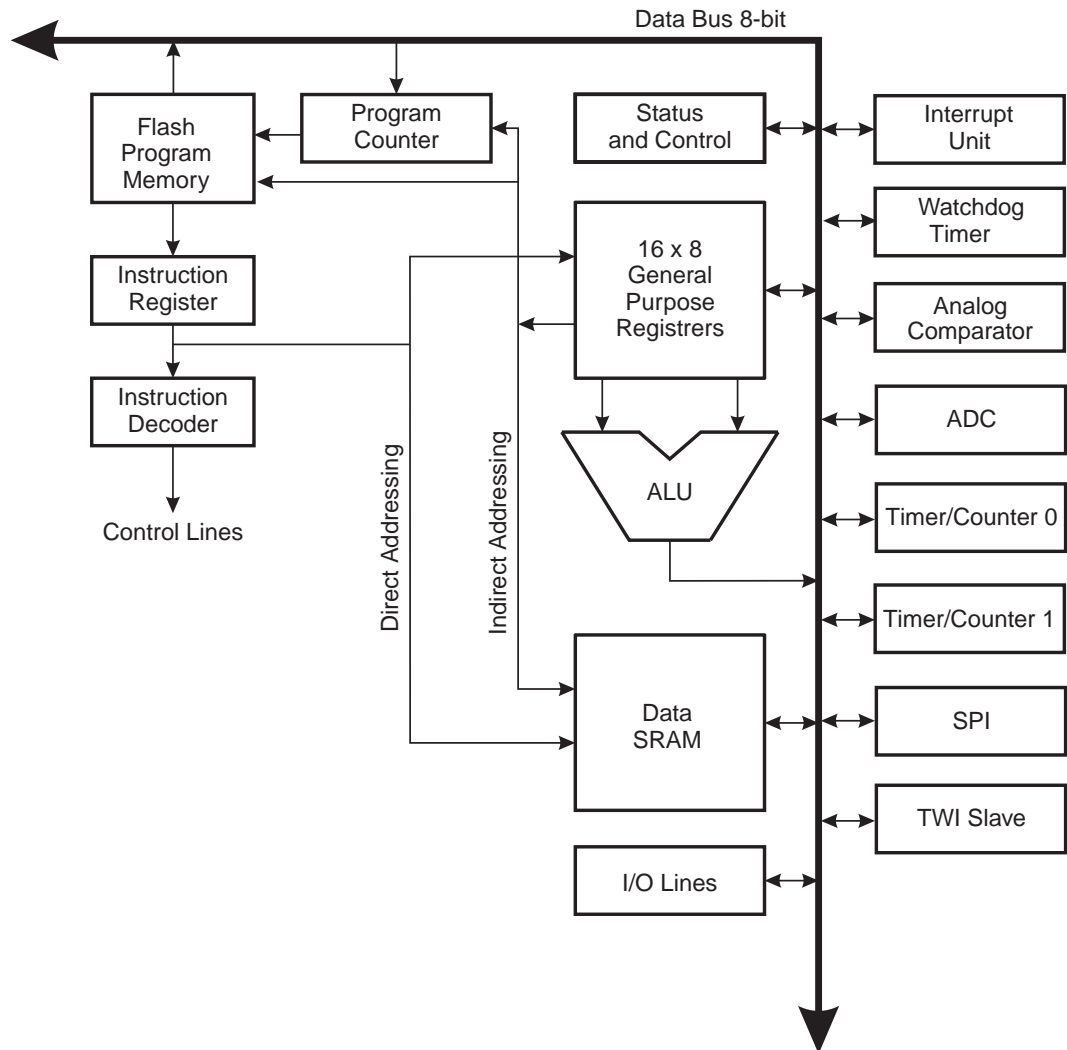 Data Bus 8-bit
Flash
Program
Memory
Program
Counter
Status
and Control
Interrupt
Unit
Watchdog
Timer
16 x 8
General
Purpose
Registrers
Instruction
Register
Analog
Comparator
Instruction
Decoder
ADC
Control Lines
Direct Addressing
Indirect Addressing
ALU
Timer/Counter 0
Timer/Counter 1
Data
SRAM
SPI
TWI Slave
I/O Lines